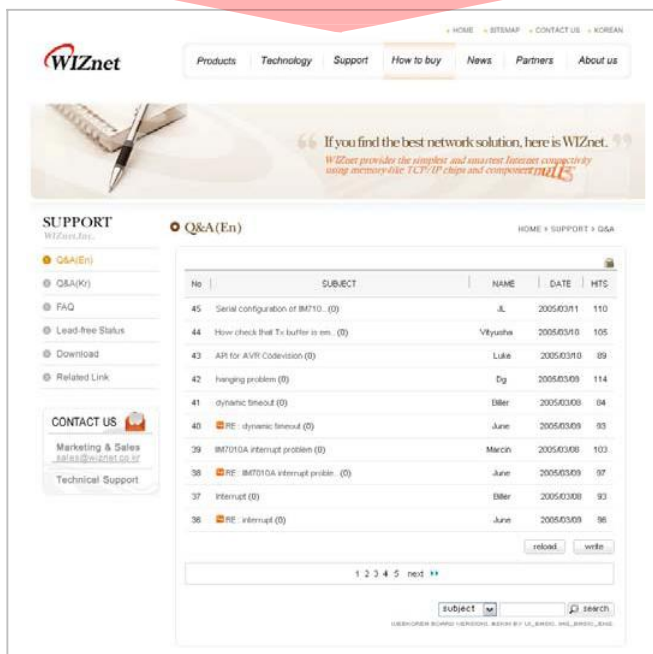 HOME SITEMAP CONTACT US KOREAN
WIZnet
Products Technology Support How to buy News Partners About us
If you find the best network solution, here is WIZnet.
WIZnet provides the simplest and smartest Internet connectivity
using memory-like TCP/IP chips and component
SUPPORT
WIZnet,Inc.
Q&A(En)
HOME > SUPPORT > Q&A
Q&A(En)
Q&A(Kr)
FAQ
Lead-free Status
Download
Related Link
CONTACT US
Marketing & Sales
sales@wiznet.co.kr
Technical Support
No SUBJECT NAME DATE HITS
45 Serial configuration of IIM710.. (0) JL 2005/03/11 110
44 How check that Tx buffer is em.. (0) Vityusha 2005/03/10 105
43 API for AVR Codevision (0) Luke 2005/03/10 89
42 hanging problem (0) Dg 2005/03/09 114
41 dynamic timeout (0) Biller 2005/03/08 84
40 RE : dynamic timeout (0) June 2005/03/09 93
39 IIM7010A interrupt problem (0) Marcin 2005/03/08 103
38 RE : IIM7010A interrupt proble.. (0) June 2005/03/09 97
37 interrupt (0) Biller 2005/03/08 93
36 RE : interrupt (0) June 2005/03/09 96
reload write
1 2 3 4 5 next
subject search